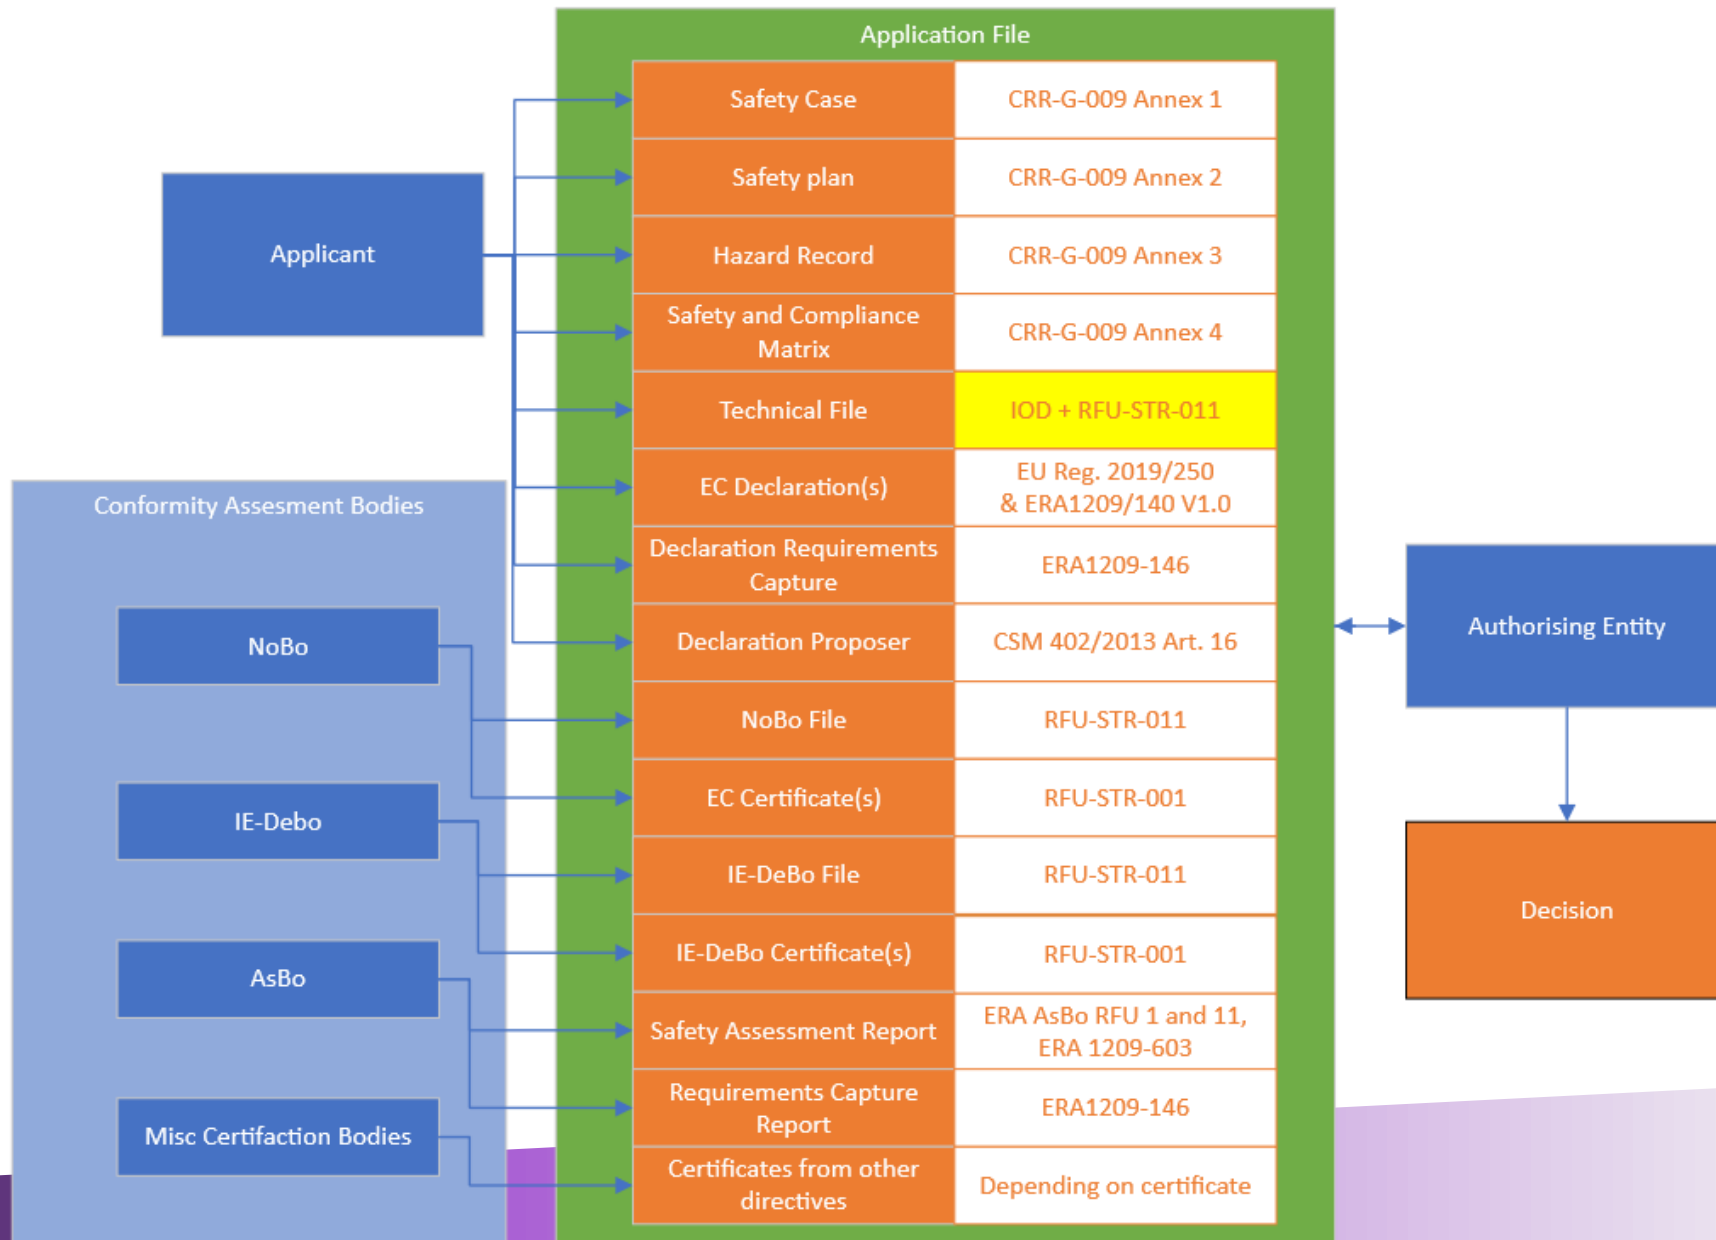 Application File
Applicant
Safety Case
CRR-G-009 Annex 1
Safety plan
CRR-G-009 Annex 2
Hazard Record
CRR-G-009 Annex 3
Safety and Compliance
Matrix
CRR-G-009 Annex 4
Technical File
IOD + RFU-STR-011
EC Declaration(s)
EU Reg. 2019/250
& ERA1209/140 V1.0
Declaration Requirements
Capture
ERA1209-146
Declaration Proposer
CSM 402/2013 Art. 16
NoBo File
RFU-STR-011
EC Certificate(s)
RFU-STR-001
IE-DeBo File
RFU-STR-011
IE-DeBo Certificate(s)
RFU-STR-001
Safety Assessment Report
ERA AsBo RFU 1 and 11,
ERA 1209-603
Requirements Capture
Report
ERA1209-146
Certificates from other
directives
Depending on certificate
Conformity Assesment Bodies
NoBo
IE-Debo
AsBo
Misc Certifaction Bodies
Authorising Entity
Decision